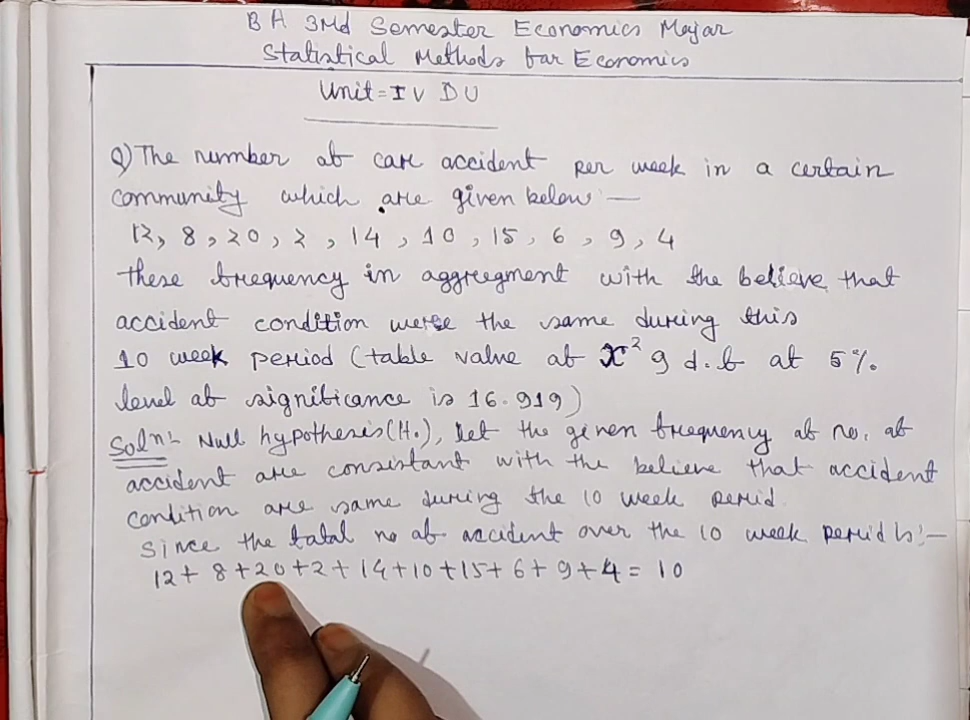 BA 3rd Semester Economics Major
Statistical Methods for Economics
Unit = IV DU
Q) The number of car accident per week in a certain
community which are given below :—
12, 8, 20, 2, 14, 10, 15, 6, 9, 4
these frequency in aggreegment with the believe that
accident condition were the same during this
10 week period (table value of x² 9 d.f at 5%
level of significance is 16.919)
Solⁿ:- Null hypothesis (H₀), let the given frequency of no. of
accident are consistant with the believe that accident
condition are same during the 10 week period.
Since the total no of accident over the 10 week period is :—
12 + 8 + 20 + 2 + 14 + 10 + 15 + 6 + 9 + 4 = 10